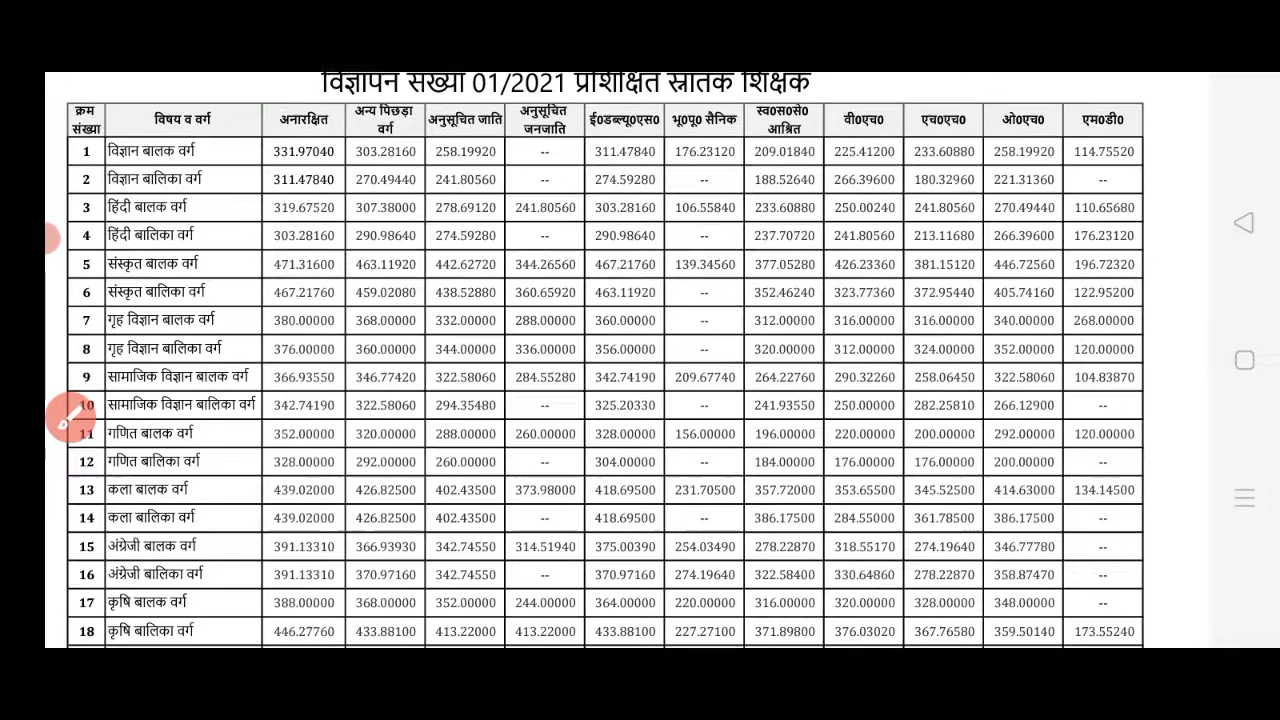 विज्ञापन संख्या 01/2021 प्रशिक्षित स्नातक शिक्षक
क्रम संख्या विषय व वर्ग अनारक्षित अन्य पिछड़ा वर्ग अनुसूचित जाति अनुसूचित जनजाति ई0डब्ल्यू0एस0 भू0पू0 सैनिक स्व0स0से0 आश्रित वी0एच0 एच0एच0 ओ0एच0 एम0डी0
1 विज्ञान बालक वर्ग 331.97040 303.28160 258.19920 -- 311.47840 176.23120 209.01840 225.41200 233.60880 258.19920 114.75520
2 विज्ञान बालिका वर्ग 311.47840 270.49440 241.80560 -- 274.59280 -- 188.52640 266.39600 180.32960 221.31360 --
3 हिंदी बालक वर्ग 319.67520 307.38000 278.69120 241.80560 303.28160 106.55840 233.60880 250.00240 241.80560 270.49440 110.65680
4 हिंदी बालिका वर्ग 303.28160 290.98640 274.59280 -- 290.98640 -- 237.70720 241.80560 213.11680 266.39600 176.23120
5 संस्कृत बालक वर्ग 471.31600 463.11920 442.62720 344.26560 467.21760 139.34560 377.05280 426.23360 381.15120 446.72560 196.72320
6 संस्कृत बालिका वर्ग 467.21760 459.02080 438.52880 360.65920 463.11920 -- 352.46240 323.77360 372.95440 405.74160 122.95200
7 गृह विज्ञान बालक वर्ग 380.00000 368.00000 332.00000 288.00000 360.00000 -- 312.00000 316.00000 316.00000 340.00000 268.00000
8 गृह विज्ञान बालिका वर्ग 376.00000 360.00000 344.00000 336.00000 356.00000 -- 320.00000 312.00000 324.00000 352.00000 120.00000
9 सामाजिक विज्ञान बालक वर्ग 366.93550 346.77420 322.58060 284.55280 342.74190 209.67740 264.22760 290.32260 258.06450 322.58060 104.83870
10 सामाजिक विज्ञान बालिका वर्ग 342.74190 322.58060 294.35480 -- 325.20330 -- 241.93550 250.00000 282.25810 266.12900 --
11 गणित बालक वर्ग 352.00000 320.00000 288.00000 260.00000 328.00000 156.00000 196.00000 220.00000 200.00000 292.00000 120.00000
12 गणित बालिका वर्ग 328.00000 292.00000 260.00000 -- 304.00000 -- 184.00000 176.00000 176.00000 200.00000 --
13 कला बालक वर्ग 439.02000 426.82500 402.43500 373.98000 418.69500 231.70500 357.72000 353.65500 345.52500 414.63000 134.14500
14 कला बालिका वर्ग 439.02000 426.82500 402.43500 -- 418.69500 -- 386.17500 284.55000 361.78500 386.17500 --
15 अंग्रेजी बालक वर्ग 391.13310 366.93930 342.74550 314.51940 375.00390 254.03490 278.22870 318.55170 274.19640 346.77780 --
16 अंग्रेजी बालिका वर्ग 391.13310 370.97160 342.74550 -- 370.97160 274.19640 322.58400 330.64860 278.22870 358.87470 --
17 कृषि बालक वर्ग 388.00000 368.00000 352.00000 244.00000 364.00000 220.00000 316.00000 320.00000 328.00000 348.00000 --
18 कृषि बालिका वर्ग 446.27760 433.88100 413.22000 413.22000 433.88100 227.27100 371.89800 376.03020 367.76580 359.50140 173.55240